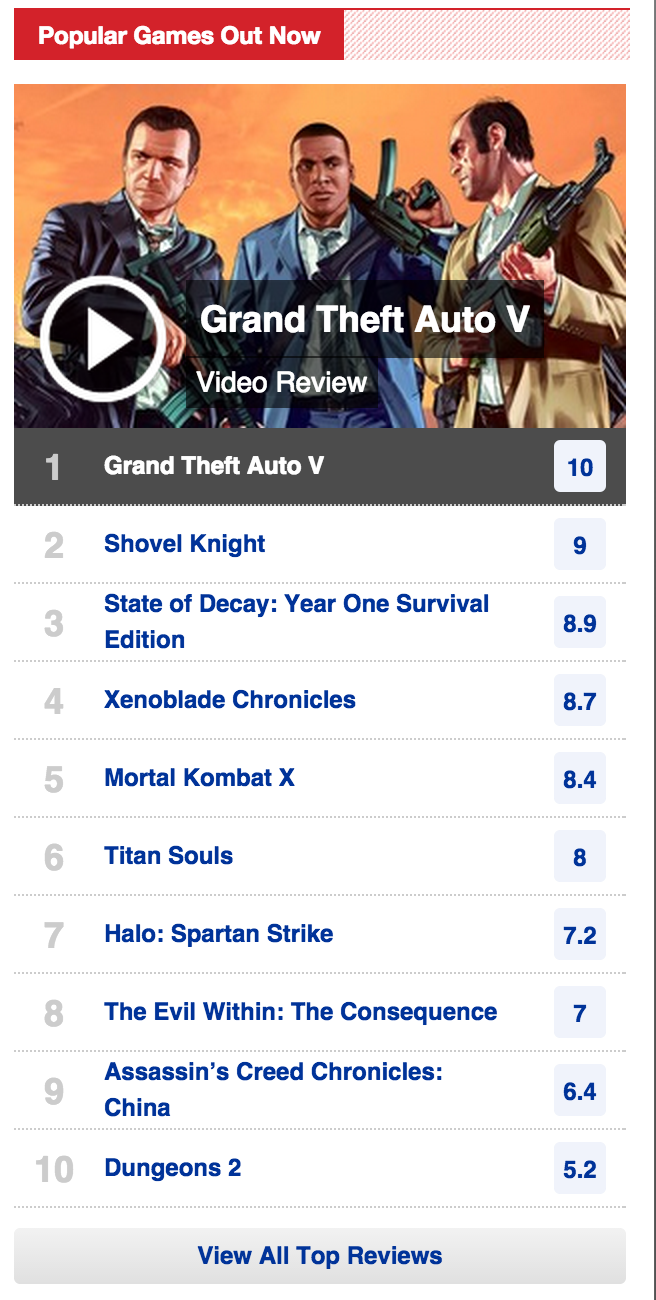 Popular Games Out Now
Grand Theft Auto V
Video Review
1 Grand Theft Auto V 10
2 Shovel Knight 9
3 State of Decay: Year One Survival
Edition 8.9
4 Xenoblade Chronicles 8.7
5 Mortal Kombat X 8.4
6 Titan Souls 8
7 Halo: Spartan Strike 7.2
8 The Evil Within: The Consequence 7
9 Assassin’s Creed Chronicles:
China 6.4
10 Dungeons 2 5.2
View All Top Reviews